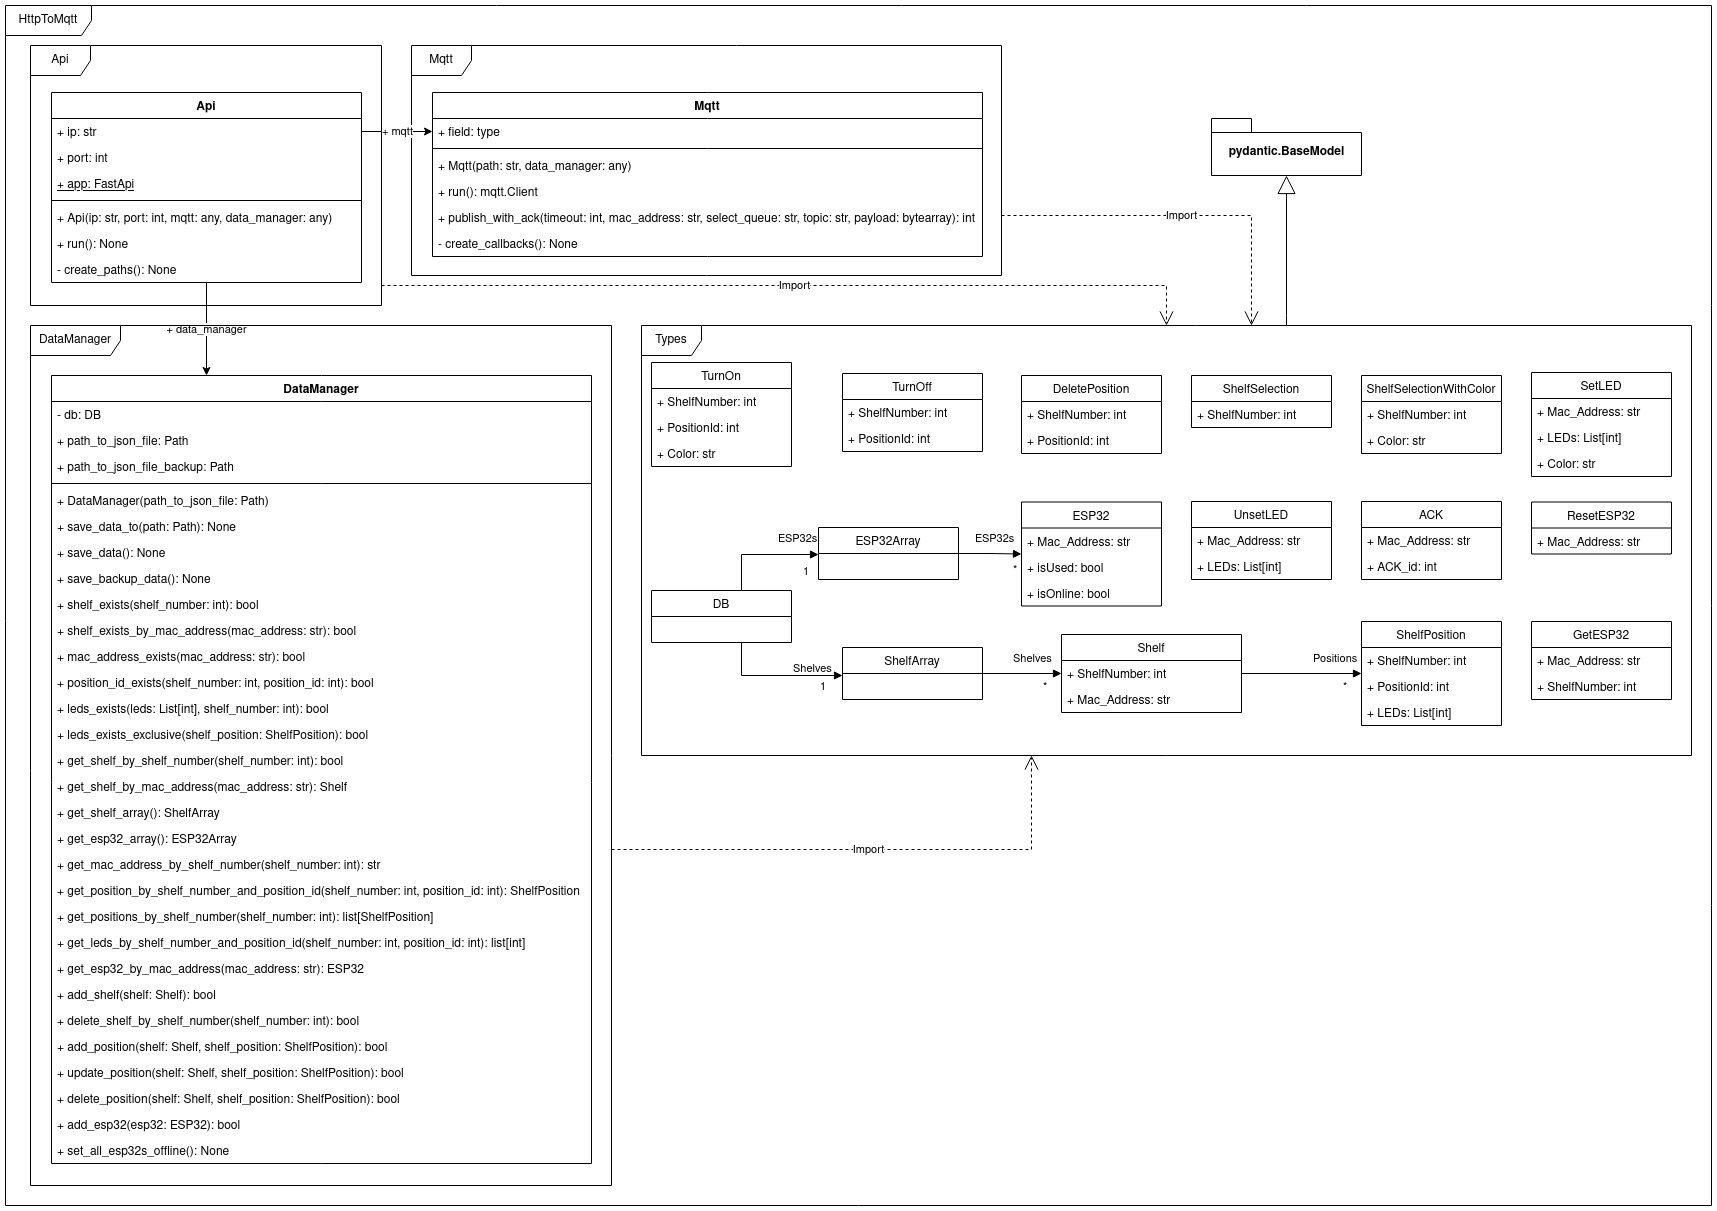 HttpToMqtt
Api
Api
+ ip: str
+ port: int
+ app: FastApi
+ Api(ip: str, port: int, mqtt: any, data_manager: any)
+ run(): None
- create_paths(): None
+ mqtt
Mqtt
Mqtt
+ field: type
+ Mqtt(path: str, data_manager: any)
+ run(): mqtt.Client
+ publish_with_ack(timeout: int, mac_address: str, select_queue: str, topic: str, payload: bytearray): int
- create_callbacks(): None
pydantic.BaseModel
Import
Import
+ data_manager
DataManager
DataManager
- db: DB
+ path_to_json_file: Path
+ path_to_json_file_backup: Path
+ DataManager(path_to_json_file: Path)
+ save_data_to(path: Path): None
+ save_data(): None
+ save_backup_data(): None
+ shelf_exists(shelf_number: int): bool
+ shelf_exists_by_mac_address(mac_address: str): bool
+ mac_address_exists(mac_address: str): bool
+ position_id_exists(shelf_number: int, position_id: int): bool
+ leds_exists(leds: List[int], shelf_number: int): bool
+ leds_exists_exclusive(shelf_position: ShelfPosition): bool
+ get_shelf_by_shelf_number(shelf_number: int): bool
+ get_shelf_by_mac_address(mac_address: str): Shelf
+ get_shelf_array(): ShelfArray
+ get_esp32_array(): ESP32Array
+ get_mac_address_by_shelf_number(shelf_number: int): str
+ get_position_by_shelf_number_and_position_id(shelf_number: int, position_id: int): ShelfPosition
+ get_positions_by_shelf_number(shelf_number: int): list[ShelfPosition]
+ get_leds_by_shelf_number_and_position_id(shelf_number: int, position_id: int): list[int]
+ get_esp32_by_mac_address(mac_address: str): ESP32
+ add_shelf(shelf: Shelf): bool
+ delete_shelf_by_shelf_number(shelf_number: int): bool
+ add_position(shelf: Shelf, shelf_position: ShelfPosition): bool
+ update_position(shelf: Shelf, shelf_position: ShelfPosition): bool
+ delete_position(shelf: Shelf, shelf_position: ShelfPosition): bool
+ add_esp32(esp32: ESP32): bool
+ set_all_esp32s_offline(): None
Types
TurnOn
+ ShelfNumber: int
+ PositionId: int
+ Color: str
TurnOff
+ ShelfNumber: int
+ PositionId: int
DeletePosition
+ ShelfNumber: int
+ PositionId: int
ShelfSelection
+ ShelfNumber: int
ShelfSelectionWithColor
+ ShelfNumber: int
+ Color: str
SetLED
+ Mac_Address: str
+ LEDs: List[int]
+ Color: str
DB
ESP32s
1
ESP32Array
ESP32s
*
ESP32
+ Mac_Address: str
+ isUsed: bool
+ isOnline: bool
UnsetLED
+ Mac_Address: str
+ LEDs: List[int]
ACK
+ Mac_Address: str
+ ACK_id: int
ResetESP32
+ Mac_Address: str
Shelves
1
ShelfArray
Shelves
*
Shelf
+ ShelfNumber: int
+ Mac_Address: str
Positions
*
ShelfPosition
+ ShelfNumber: int
+ PositionId: int
+ LEDs: List[int]
GetESP32
+ Mac_Address: str
+ ShelfNumber: int
Import